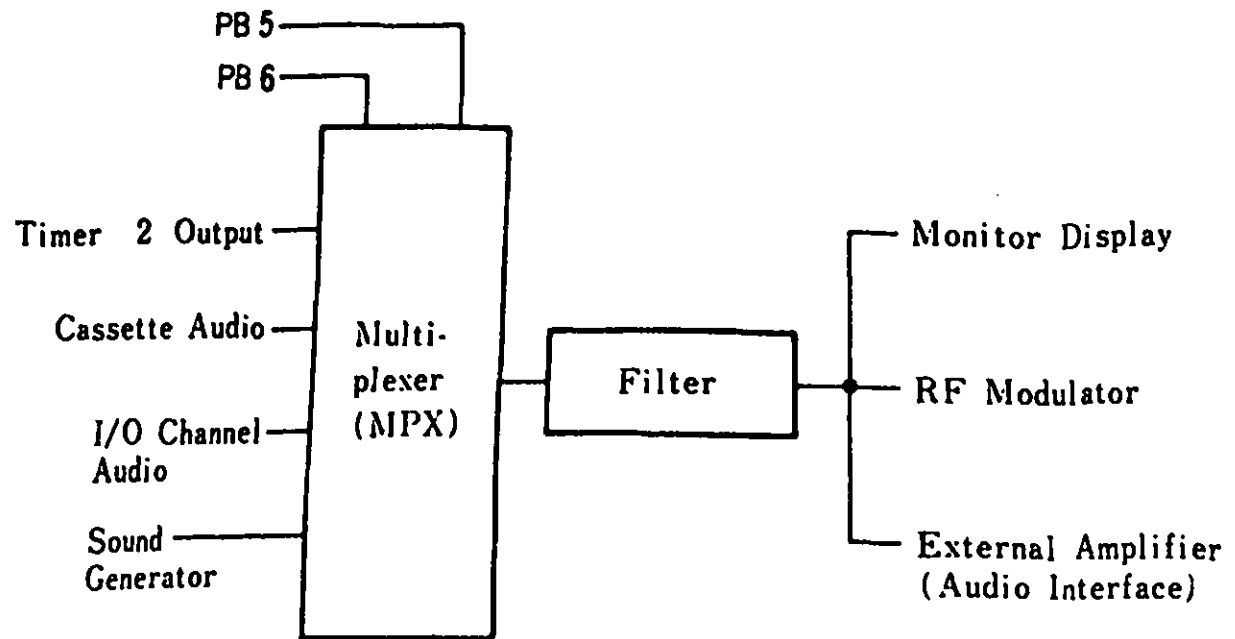 PB 5
PB 6
Timer 2 Output
Cassette Audio
I/O Channel
Audio
Sound
Generator
Multi-
plexer
(MPX)
Filter
Monitor Display
RF Modulator
External Amplifier
(Audio Interface)